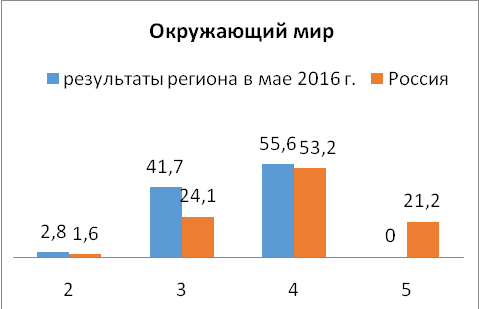 Окружающий мир
результаты региона в мае 2016 г. Россия
55,6 53,2
41,7
24,1
21,2
2,8 1,6
0
2 3 4 5